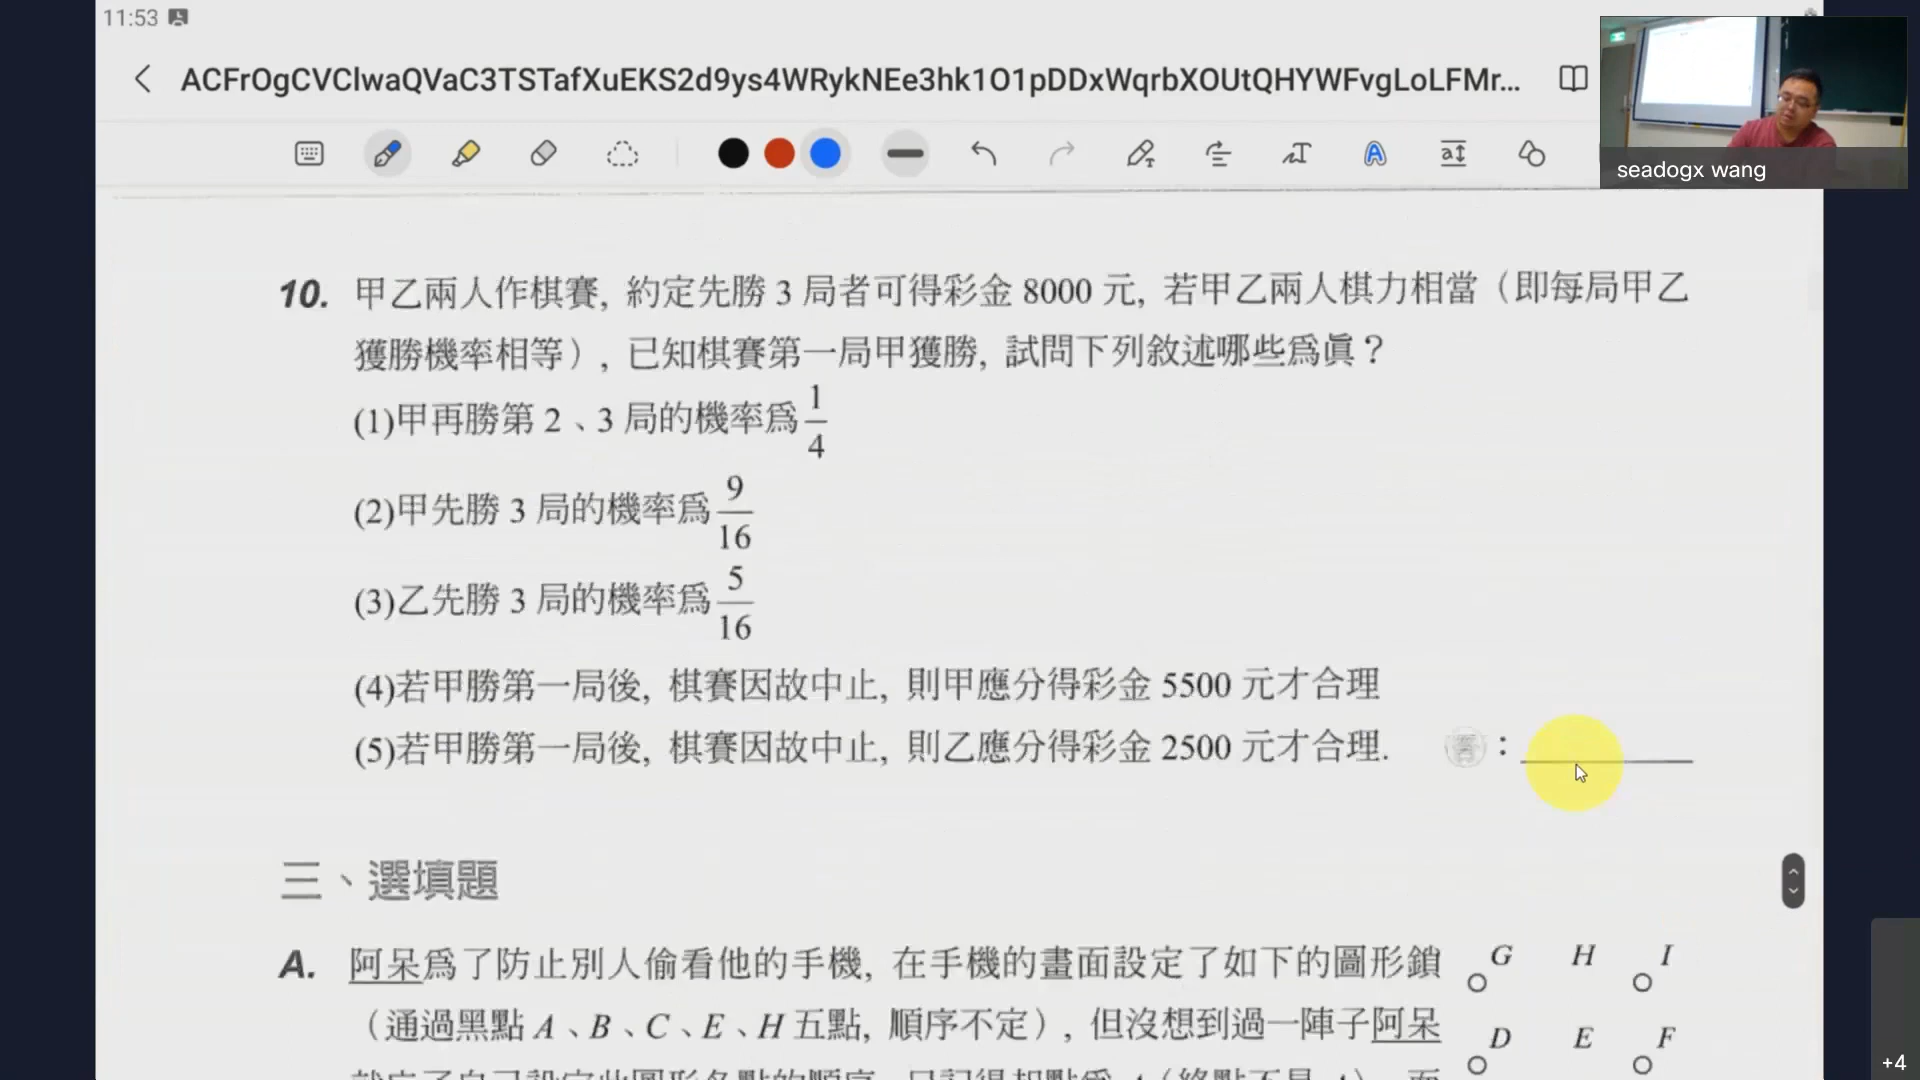 11:53
ACFrOgCVClwaQVaC3TSTafXuEKS2d9ys4WRykNEe3hk1O1pDDxWqrbXOUtQHYWFvgLoLFMr...
seadogx wang
10. 甲乙兩人作棋賽, 約定先勝 3 局者可得彩金 8000 元, 若甲乙兩人棋力相當（即每局甲乙
獲勝機率相等）, 已知棋賽第一局甲獲勝, 試問下列敘述哪些爲眞？
(1)甲再勝第 2、3 局的機率爲 1/4
(2)甲先勝 3 局的機率爲 9/16
(3)乙先勝 3 局的機率爲 5/16
(4)若甲勝第一局後, 棋賽因故中止, 則甲應分得彩金 5500 元才合理
(5)若甲勝第一局後, 棋賽因故中止, 則乙應分得彩金 2500 元才合理. 答：
三、選填題
A. 阿呆爲了防止別人偷看他的手機, 在手機的畫面設定了如下的圖形鎖
（通過黑點 A、B、C、E、H 五點, 順序不定）, 但沒想到過一陣子阿呆
G H I
D E F
+4